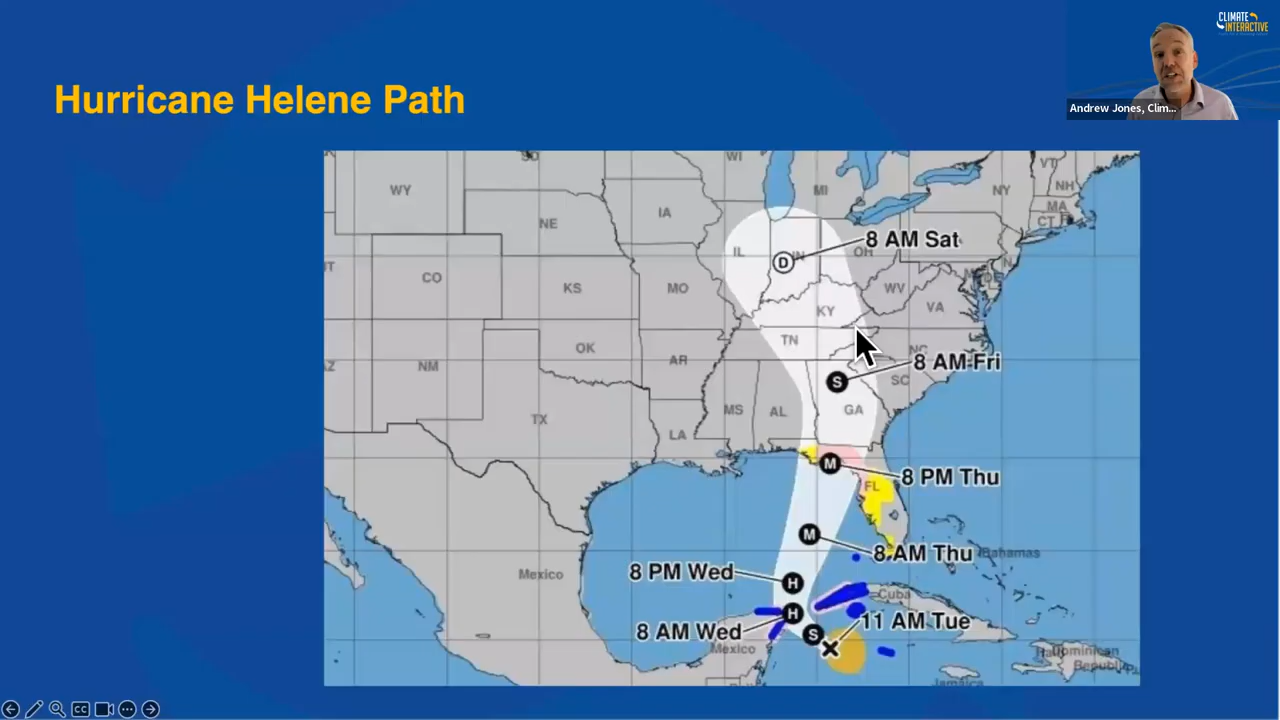 CLIMATE
INTERACTIVE
Andrew Jones, Clim...
Hurricane Helene Path
SD
WI
VT
WY
MI
NY
NH
IA
MA
NE
CT
8 AM Sat
IL
IN
OH
D
CO
KS
MO
WV
VA
KY
OK
TN
NC
8 AM Fri
NM
AR
S
SC
TX
MS
AL
GA
LA
M
8 PM Thu
FL
M
8 AM Thu
Bahamas
8 PM Wed
H
Mexico
Cuba
8 AM Wed
H
11 AM Tue
S
Mexico
Dominican
Republic
Jamaica
CC